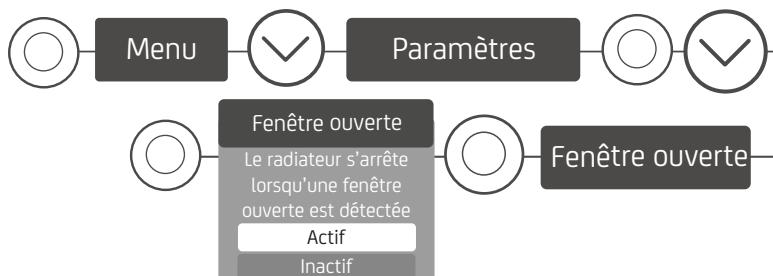 Menu
Paramètres
Fenêtre ouverte
Le radiateur s'arrête
lorsqu'une fenêtre
ouverte est détectée
Actif
Inactif
Fenêtre ouverte